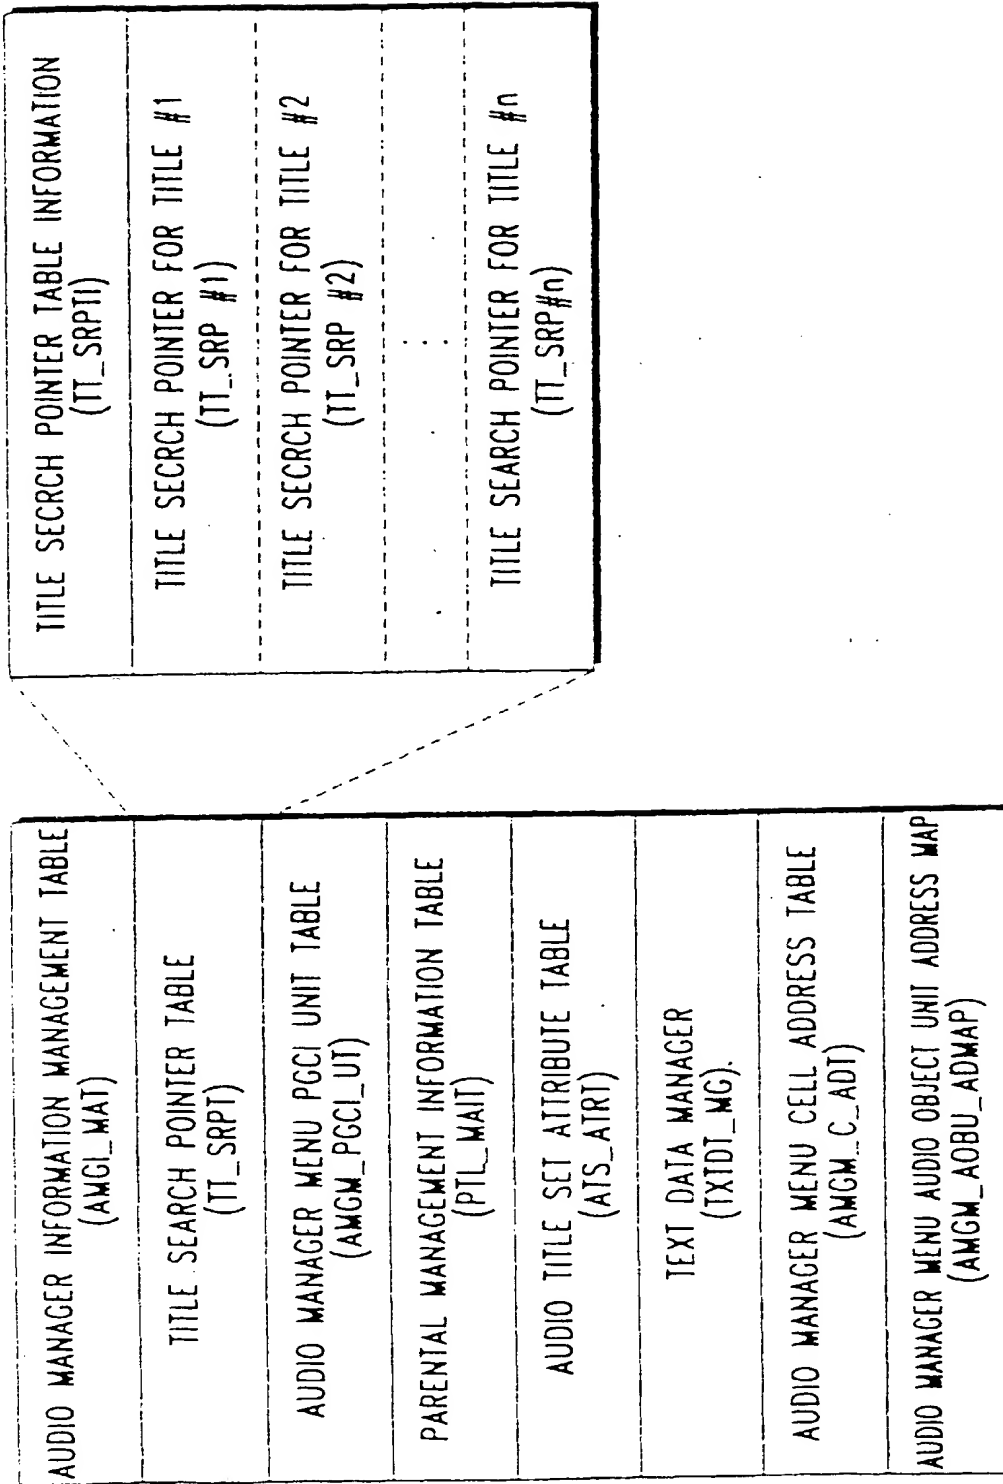 AUDIO MANAGER INFORMATION MANAGEMENT TABLE
(AMGI_MAT)
TITLE SEARCH POINTER TABLE
(TT_SRPT)
AUDIO MANAGER MENU PGCI UNIT TABLE
(AMGM_PGCI_UT)
PARENTAL MANAGEMENT INFORMATION TABLE
(PTL_MAIT)
AUDIO TITLE SET ATTRIBUTE TABLE
(ATS_ATRT)
TEXT DATA MANAGER
(TXTDT_MG).
AUDIO MANAGER MENU CELL ADDRESS TABLE
(AMGM_C_ADT)
AUDIO MANAGER MENU AUDIO OBJECT UNIT ADDRESS MAP
(AMGM_AOBU_ADMAP)
TITLE SECRCH POINTER TABLE INFORMATION
(TT_SRPTI)
TITLE SECRCH POINTER FOR TITLE #1
(TT_SRP #1)
TITLE SECRCH POINTER FOR TITLE #2
(TT_SRP #2)
. . .
TITLE SEARCH POINTER FOR TITLE #n
(TT_SRP#n)